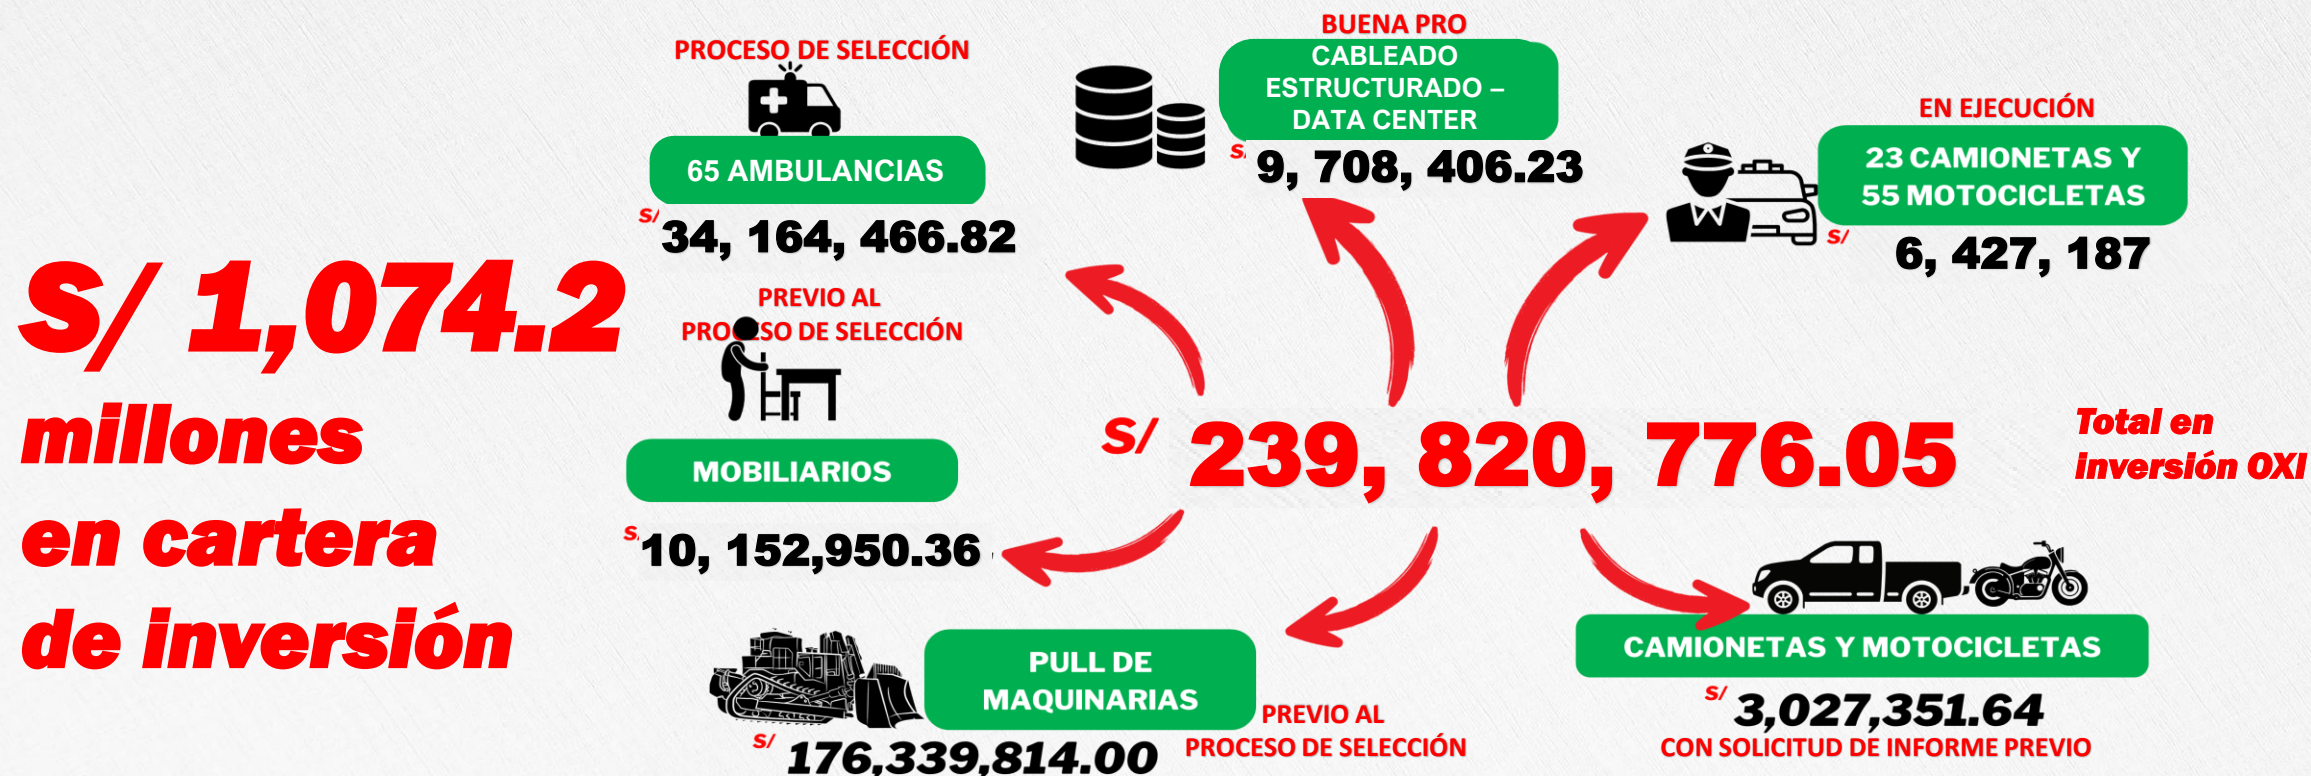 S/ 1,074.2
millones
en cartera
de inversión
PROCESO DE SELECCIÓN
65 AMBULANCIAS
S/ 34, 164, 466.82
BUENA PRO
CABLEADO
ESTRUCTURADO –
DATA CENTER
S/ 9, 708, 406.23
EN EJECUCIÓN
23 CAMIONETAS Y
55 MOTOCICLETAS
S/ 6, 427, 187
PREVIO AL
PROCESO DE SELECCIÓN
MOBILIARIOS
S/ 10, 152,950.36
S/ 239, 820, 776.05
Total en
inversión OXI
PULL DE
MAQUINARIAS
S/ 176,339,814.00
PREVIO AL
PROCESO DE SELECCIÓN
CAMIONETAS Y MOTOCICLETAS
S/ 3,027,351.64
CON SOLICITUD DE INFORME PREVIO